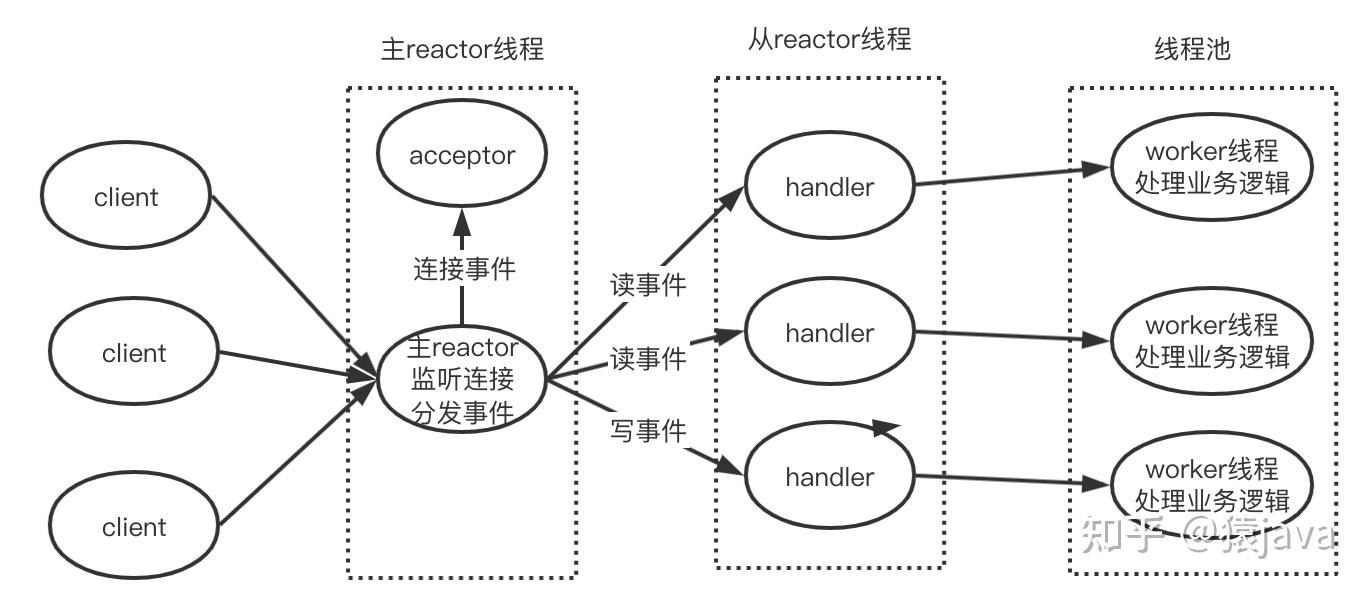 主reactor线程
从reactor线程
线程池
client
client
client
acceptor
连接事件
主reactor
监听连接
分发事件
读事件
读事件
写事件
handler
handler
handler
worker线程
处理业务逻辑
worker线程
处理业务逻辑
worker线程
处理业务逻辑
知乎 @猿java